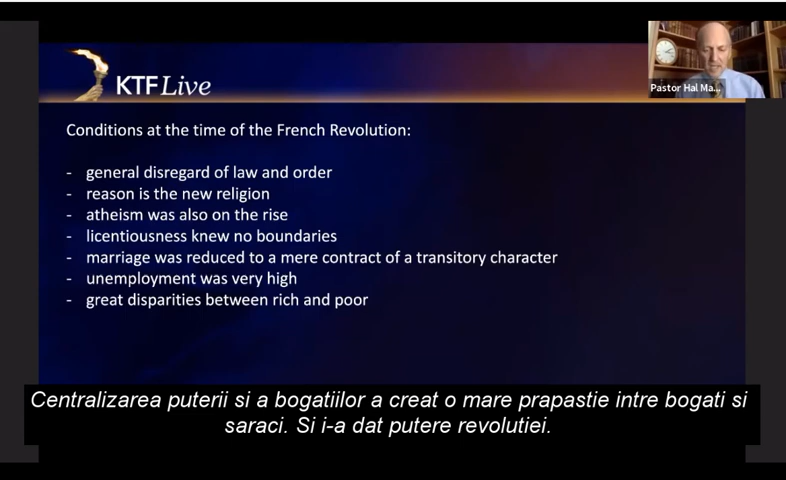 KTF Live
Pastor Hal Ma...
Conditions at the time of the French Revolution:
- general disregard of law and order
- reason is the new religion
- atheism was also on the rise
- licentiousness knew no boundaries
- marriage was reduced to a mere contract of a transitory character
- unemployment was very high
- great disparities between rich and poor
Centralizarea puterii si a bogatiilor a creat o mare prapastie intre bogati si
saraci. Si i-a dat putere revolutiei.